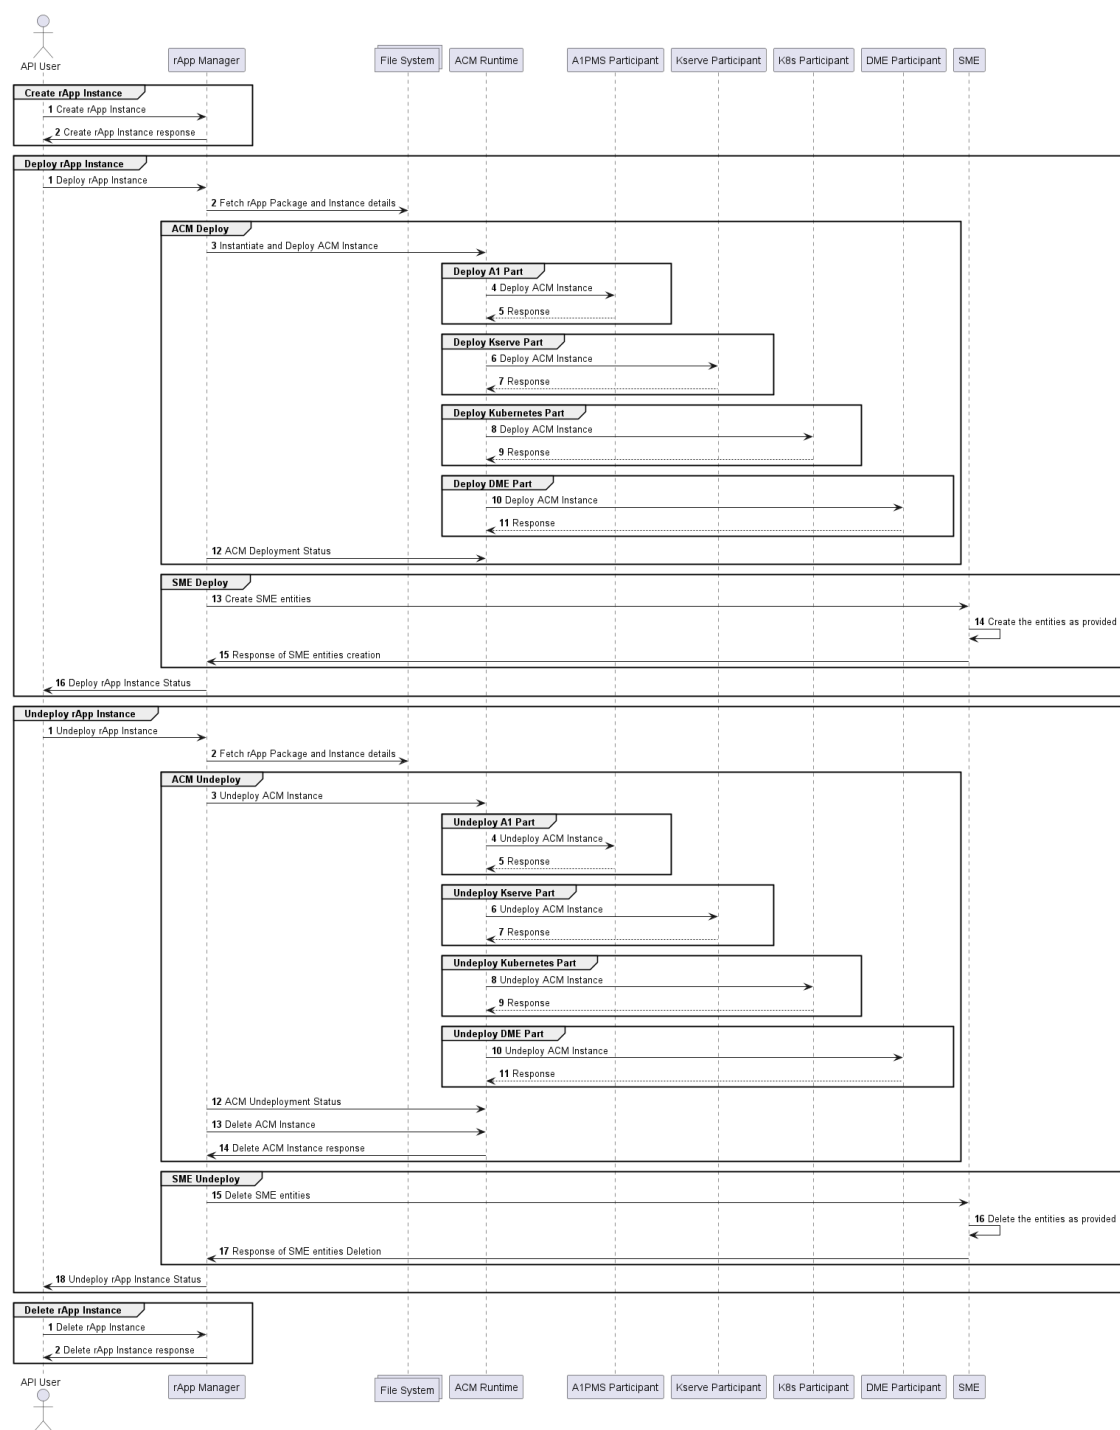 API User
rApp Manager
File System
ACM Runtime
A1PMS Participant
Kserve Participant
K8s Participant
DME Participant
SME
Create rApp Instance
1 Create rApp Instance
2 Create rApp Instance response
Deploy rApp Instance
1 Deploy rApp Instance
2 Fetch rApp Package and Instance details
ACM Deploy
3 Instantiate and Deploy ACM Instance
Deploy A1 Part
4 Deploy ACM Instance
5 Response
Deploy Kserve Part
6 Deploy ACM Instance
7 Response
Deploy Kubernetes Part
8 Deploy ACM Instance
9 Response
Deploy DME Part
10 Deploy ACM Instance
11 Response
12 ACM Deployment Status
SME Deploy
13 Create SME entities
14 Create the entities as provided
15 Response of SME entities creation
16 Deploy rApp Instance Status
Undeploy rApp Instance
1 Undeploy rApp Instance
2 Fetch rApp Package and Instance details
ACM Undeploy
3 Undeploy ACM Instance
Undeploy A1 Part
4 Undeploy ACM Instance
5 Response
Undeploy Kserve Part
6 Undeploy ACM Instance
7 Response
Undeploy Kubernetes Part
8 Undeploy ACM Instance
9 Response
Undeploy DME Part
10 Undeploy ACM Instance
11 Response
12 ACM Undeployment Status
13 Delete ACM Instance
14 Delete ACM Instance response
SME Undeploy
15 Delete SME entities
16 Delete the entities as provided
17 Response of SME entities Deletion
18 Undeploy rApp Instance Status
Delete rApp Instance
1 Delete rApp Instance
2 Delete rApp Instance response
API User
rApp Manager
File System
ACM Runtime
A1PMS Participant
Kserve Participant
K8s Participant
DME Participant
SME